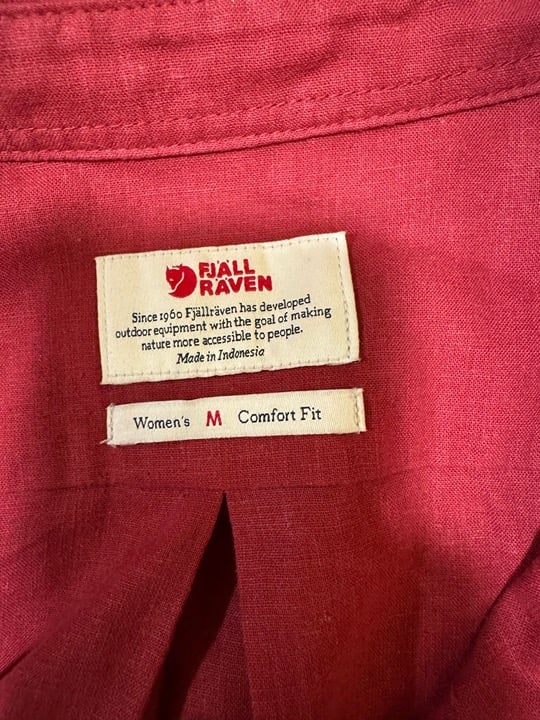 FJÄLL
RÄVEN
Since 1960 Fjällräven has developed
outdoor equipment with the goal of making
nature more accessible to people.
Made in Indonesia
Women's M Comfort Fit